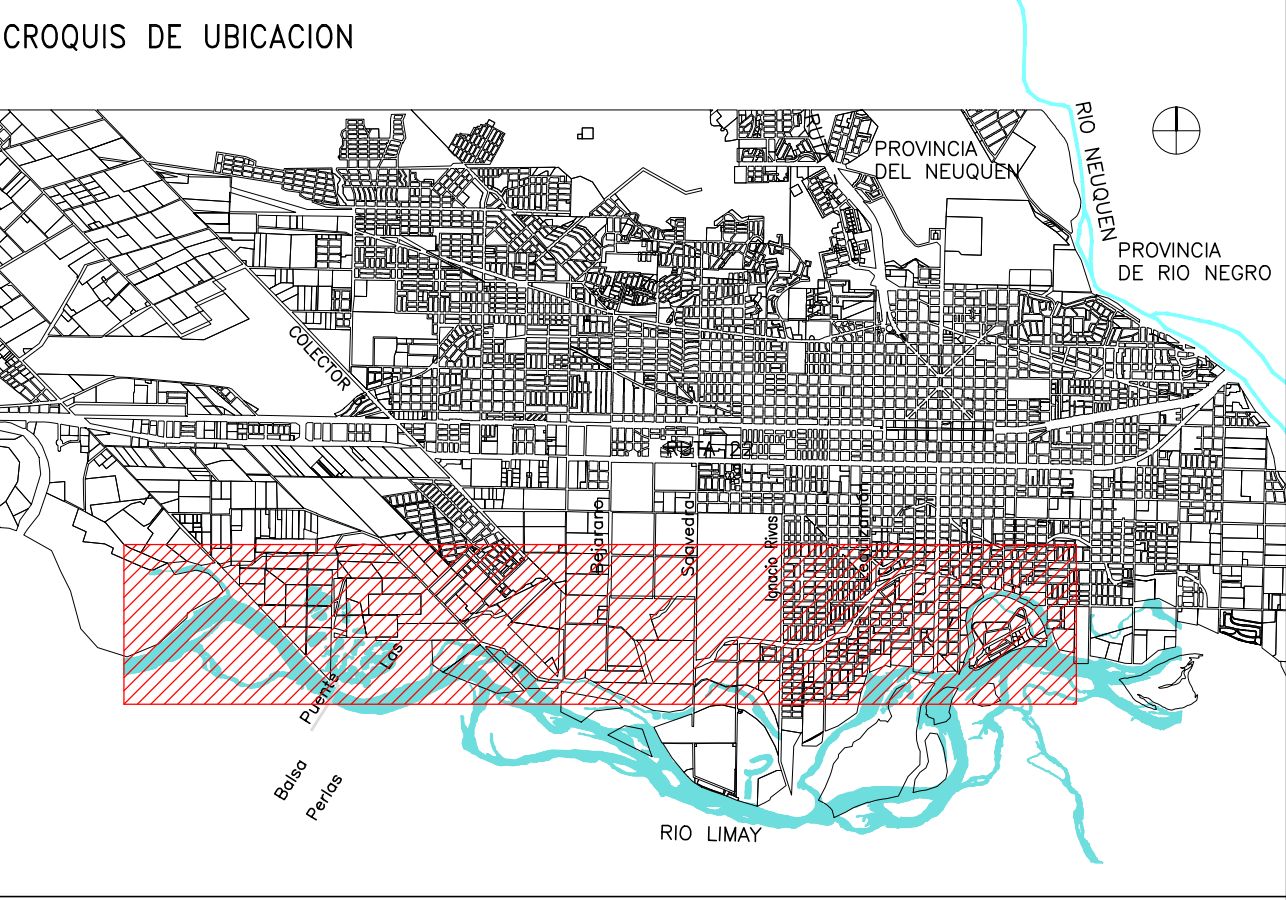 CROQUIS DE UBICACION
RIO NEUQUEN
PROVINCIA
DEL NEUQUEN
PROVINCIA
DE RIO NEGRO
COLECTOR
Bejarano
Saavedra
Ignacio Rivas
Puente Las
Balsa
Perlas
RIO LIMAY